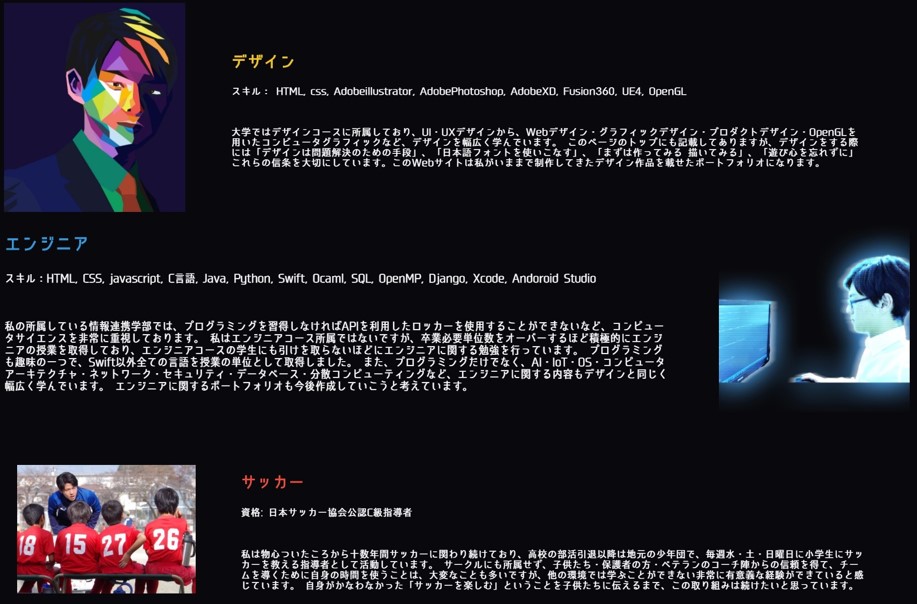 デザイン
スキル： HTML, css, Adobeillustrator, AdobePhotoshop, AdobeXD, Fusion360, UE4, OpenGL
大学ではデザインコースに所属しており、UI・UXデザインから、Webデザイン・グラフィックデザイン・プロダクトデザイン・OpenGLを
用いたコンピュータグラフィックなど、デザインを幅広く学んでいます。 このページのトップにも記載してありますが、デザインをする際
には「デザインは問題解決のための手段」、「日本語フォントを使いこなす」、「まずは作ってみる 描いてみる」、「遊び心を忘れずに」
これらの信条を大切にしています。このWebサイトは私がいままで制作してきたデザイン作品を載せたポートフォリオになります。
エンジニア
スキル：HTML, CSS, javascript, C言語, Java, Python, Swift, Ocaml, SQL, OpenMP, Django, Xcode, Andoroid Studio
私の所属している情報連携学部では、プログラミングを習得しなければAPIを利用したロッカーを使用することができないなど、コンピュー
タサイエンスを非常に重視しております。 私はエンジニアコース所属ではないですが、卒業必要単位数をオーバーするほど積極的にエンジ
ニアの授業を取得しており、エンジニアコースの学生にも引けを取らないほどにエンジニアに関する勉強を行っています。 プログラミング
も趣味の一つで、Swift以外全ての言語を授業の単位として取得しました。 また、プログラミングだけでなく、AI・IoT・OS・コンピュータ
アーキテクチャ・ネットワーク・セキュリティ・データベース・分散コンピューティングなど、エンジニアに関する内容もデザインと同じく
幅広く学んでいます。 エンジニアに関するポートフォリオも今後作成していこうと考えています。
サッカー
資格: 日本サッカー協会公認C級指導者
私は物心ついたころから十数年間サッカーに関わり続けており、高校の部活引退以降は地元の少年団で、毎週水・土・日曜日に小学生にサッ
カーを教える指導者として活動しています。 サークルにも所属せず、子供たち・保護者の方・ベテランのコーチ陣からの信頼を得て、チー
ムを導くために自身の時間を使うことは、大変なことも多いですが、他の環境では学ぶことができない非常に有意義な経験ができていると感
じています。 自身がかなわなかった「サッカーを楽しむ」ということを子供たちに伝えるまで、この取り組みは続けたいと思っています。
18
15
27
26